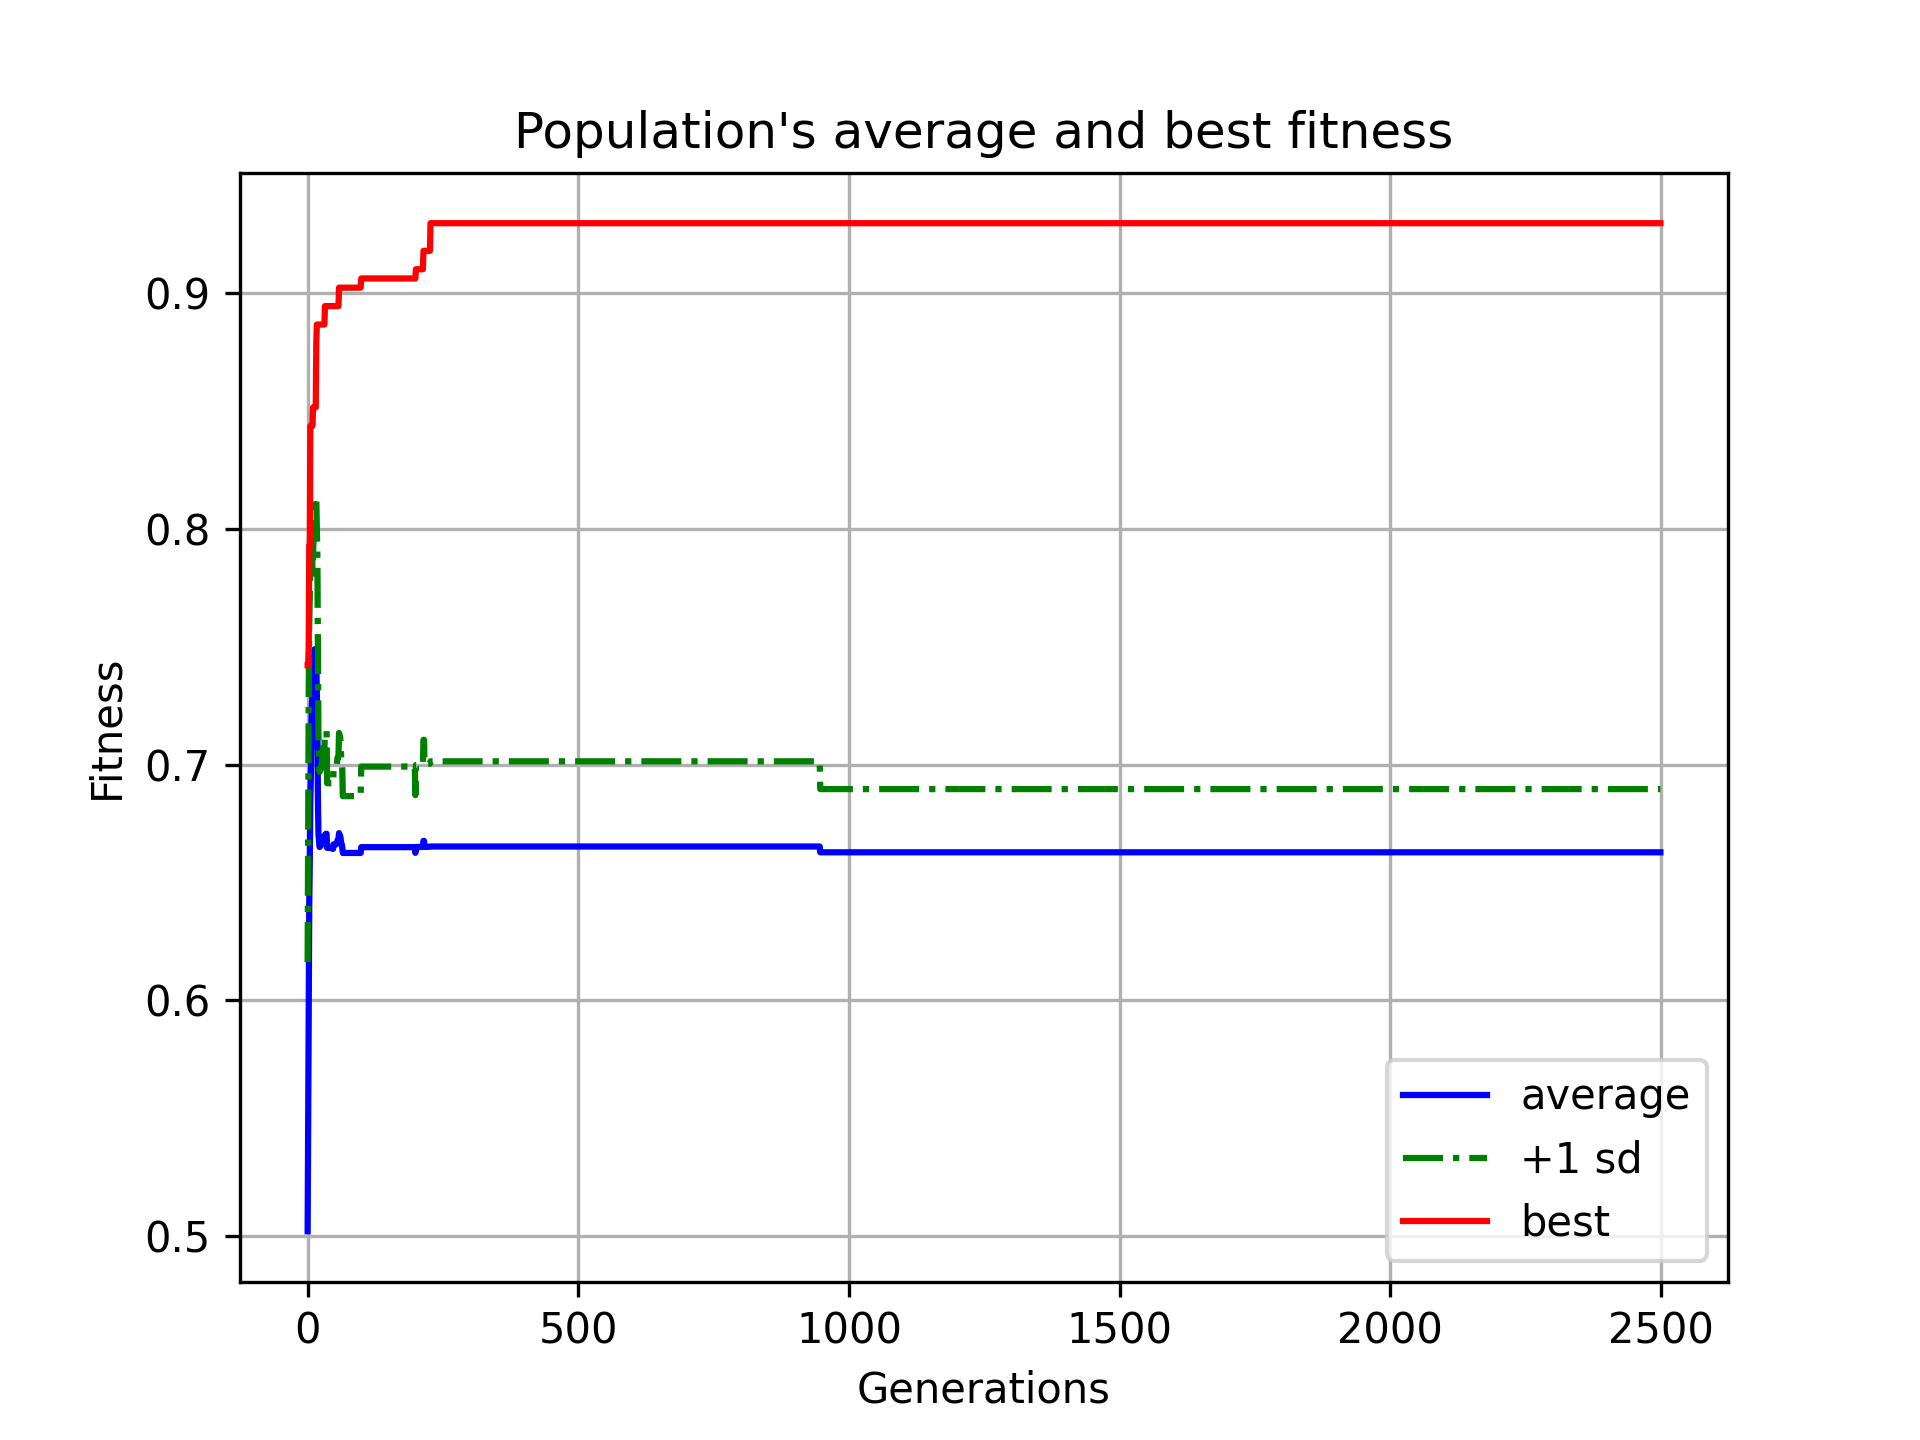 Population's average and best fitness
Fitness
0.9
0.8
0.7
0.6
0.5
0 500 1000 1500 2000 2500
Generations
average
+1 sd
best